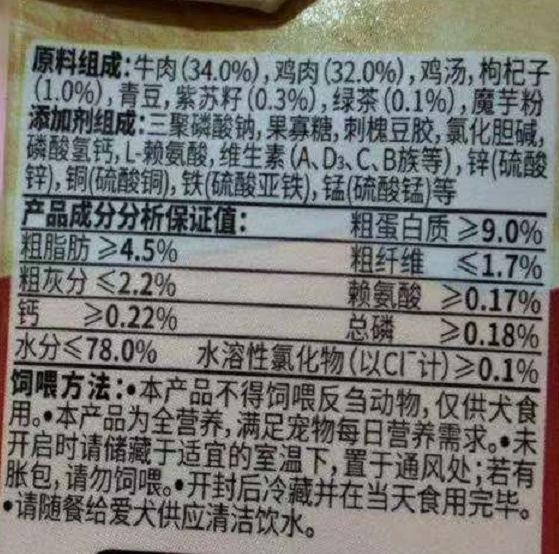 原料组成:牛肉(34.0%),鸡肉(32.0%),鸡汤,枸杞子
(1.0%),青豆,紫苏籽(0.3%),绿茶(0.1%),魔芋粉
添加剂组成:三聚磷酸钠,果寡糖,刺槐豆胶,氯化胆碱,
磷酸氢钙,L-赖氨酸,维生素(A、D₃、C、B族等),锌(硫酸
锌),铜(硫酸铜),铁(硫酸亚铁),锰(硫酸锰)等
产品成分分析保证值: 粗蛋白质 ≥9.0%
粗脂肪 ≥4.5% 粗纤维 ≤1.7%
粗灰分 ≤2.2% 赖氨酸 ≥0.17%
钙 ≥0.22% 总磷 ≥0.18%
水分≤78.0% 水溶性氯化物(以Cl⁻计)≥0.1%
饲喂方法:•本产品不得饲喂反刍动物,仅供犬食
用。•本产品为全营养,满足宠物每日营养需求。•未
开启时请储藏于适宜的室温下,置于通风处;若有
胀包,请勿饲喂。•开封后冷藏并在当天食用完毕。
•请随餐给爱犬供应清洁饮水。